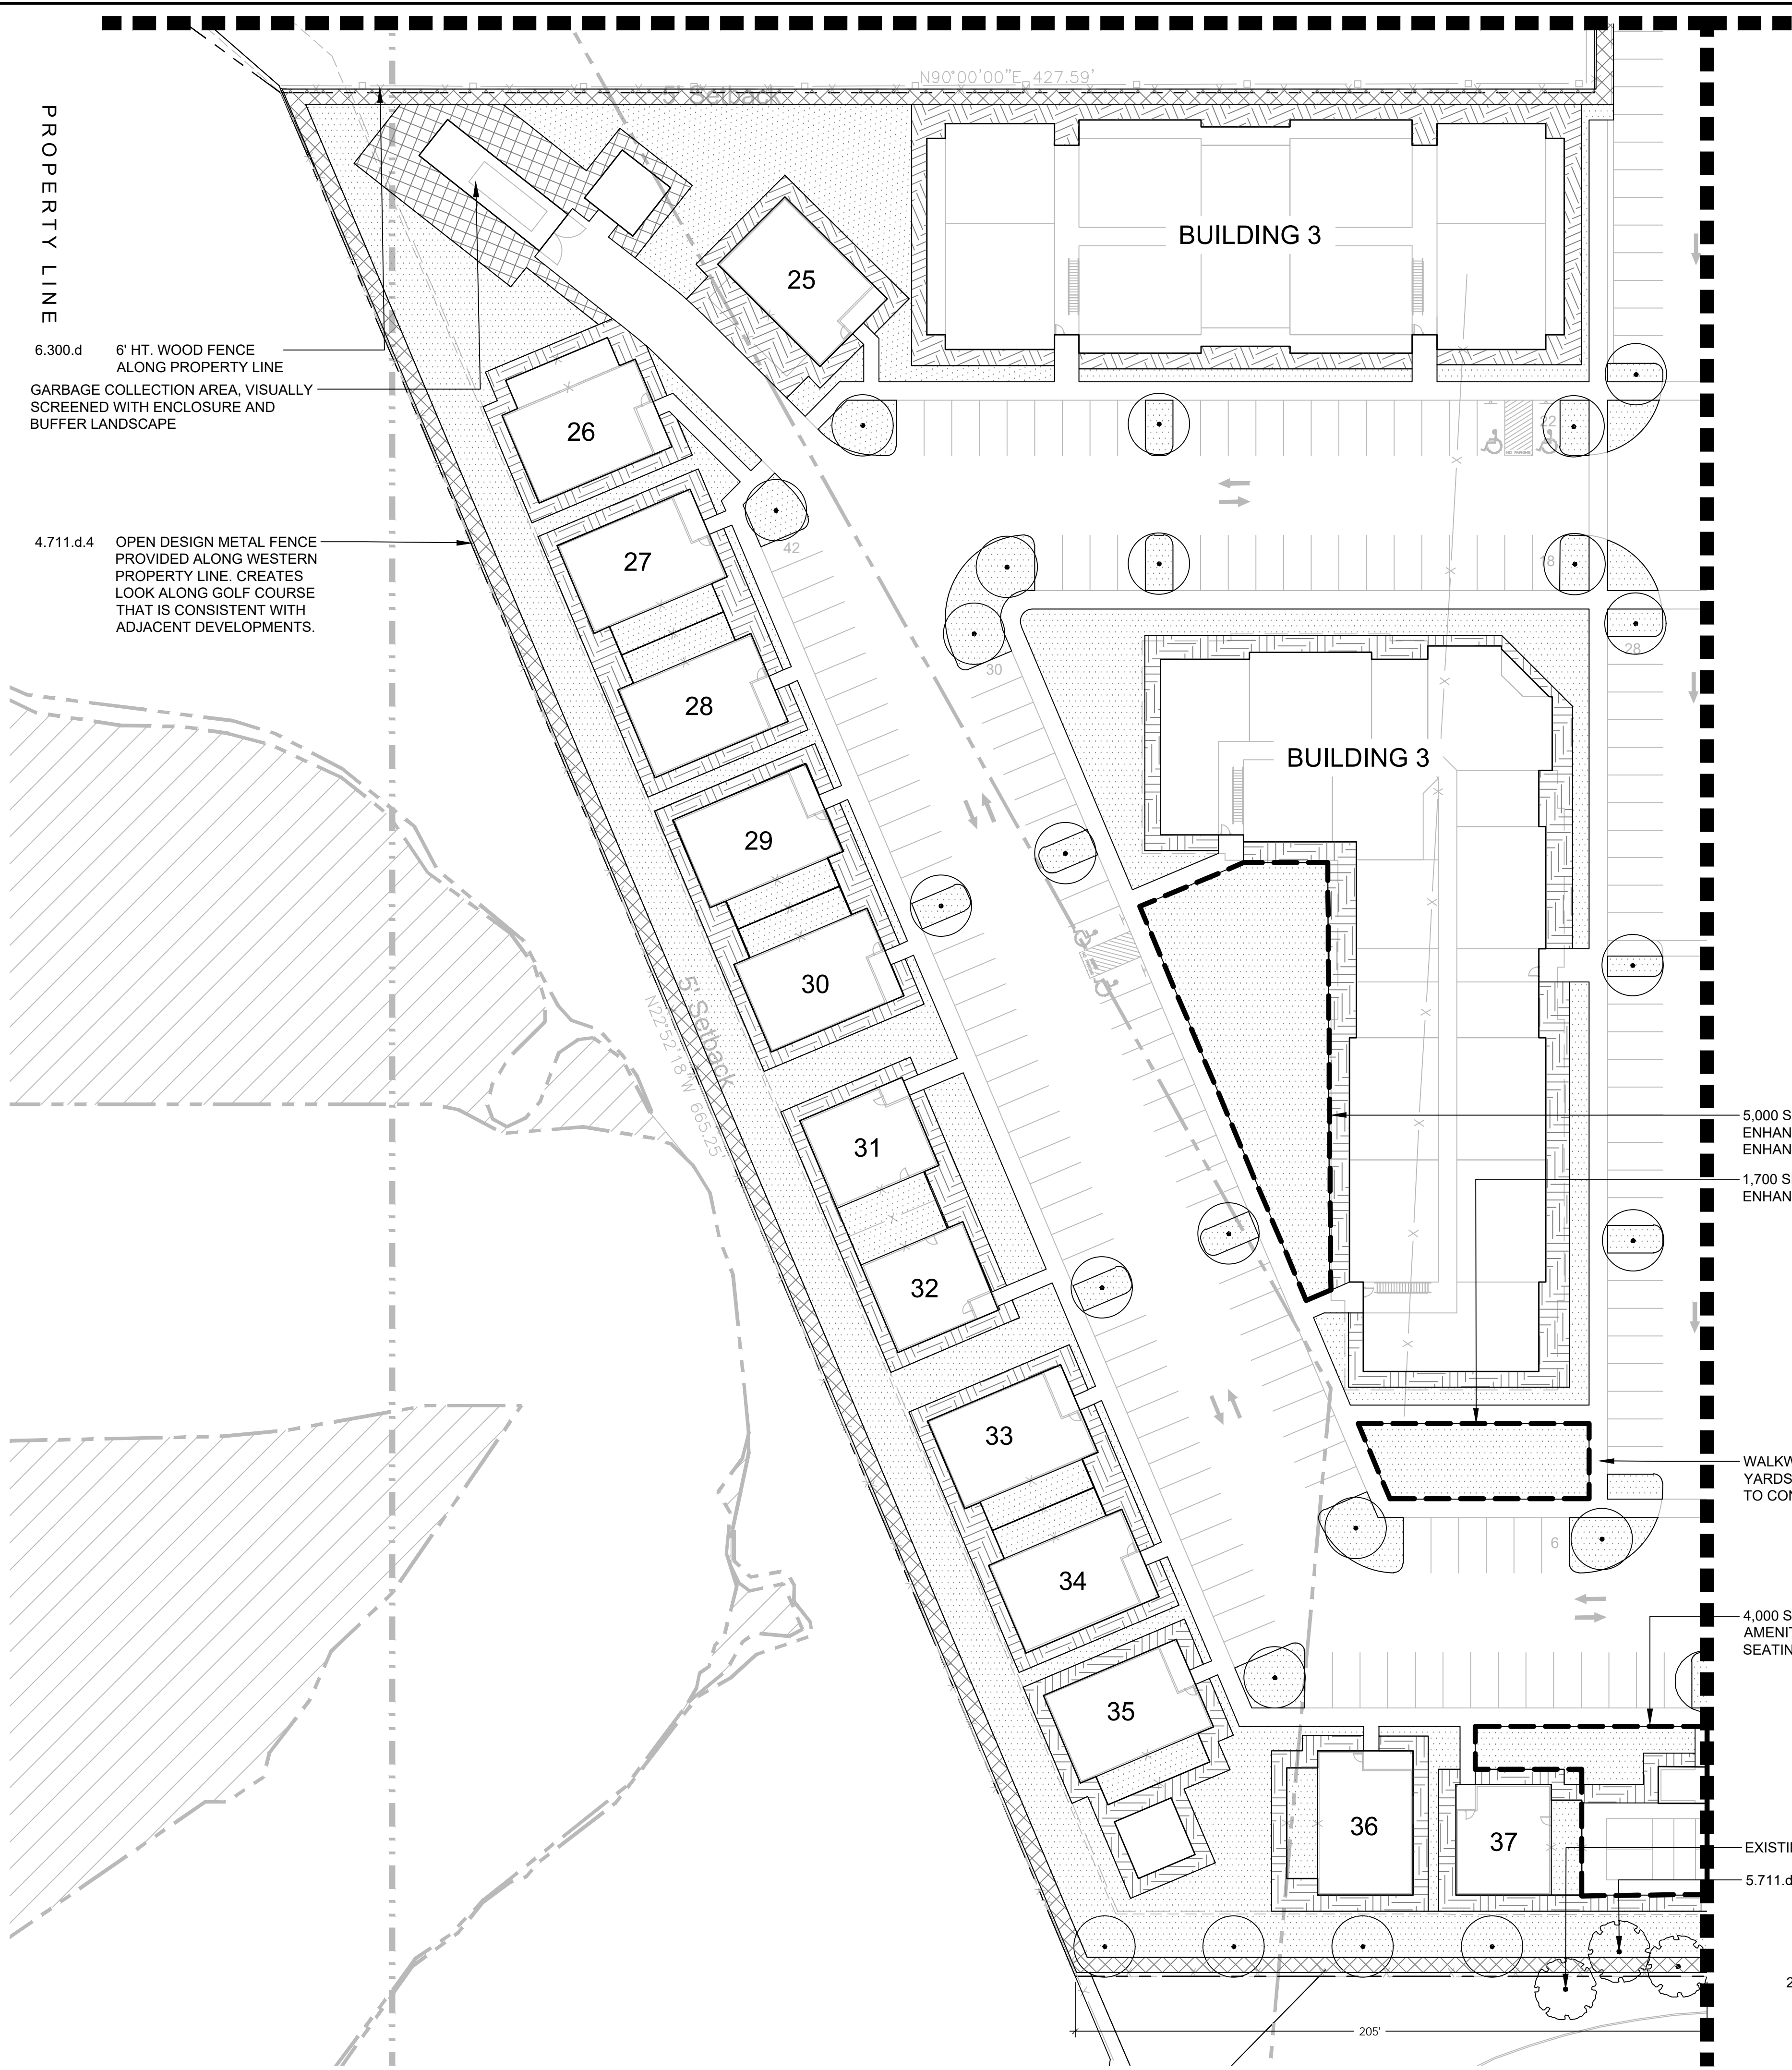 N90°00'00"E 427.59'
5' Setback
PROPERTY LINE
BUILDING 3
25
6.300.d 6' HT. WOOD FENCE
ALONG PROPERTY LINE
GARBAGE COLLECTION AREA, VISUALLY
SCREENED WITH ENCLOSURE AND
BUFFER LANDSCAPE
26
22
4.711.d.4 OPEN DESIGN METAL FENCE
PROVIDED ALONG WESTERN
PROPERTY LINE. CREATES
LOOK ALONG GOLF COURSE
THAT IS CONSISTENT WITH
ADJACENT DEVELOPMENTS.
42
27
18
30
28
28
BUILDING 3
29
30
5' Setback
N22°52'18"W 665.25'
31
5,000 S
ENHAN
ENHAN
1,700 S
ENHAN
32
33
WALKW
YARDS
TO CON
6
34
4,000 S
AMENIT
SEATIN
35
36
37
EXISTI
5.711.d
2
205'